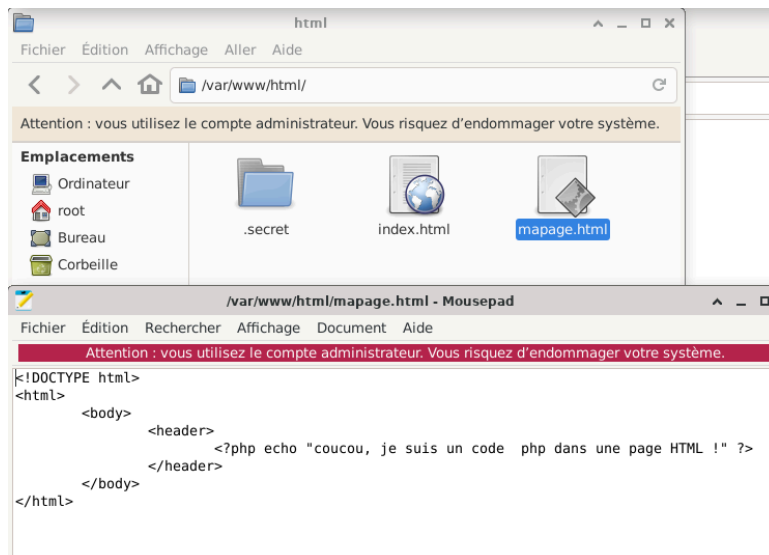 html
Fichier Édition Affichage Aller Aide
/var/www/html/
Attention : vous utilisez le compte administrateur. Vous risquez d'endommager votre système.
Emplacements
Ordinateur
root
Bureau
Corbeille
.secret
index.html
mapage.html
/var/www/html/mapage.html - Mousepad
Fichier Édition Rechercher Affichage Document Aide
Attention : vous utilisez le compte administrateur. Vous risquez d'endommager votre système.
<!DOCTYPE html>
<html>
        <body>
                <header>
                        <?php echo "coucou, je suis un code  php dans une page HTML !" ?>
                </header>
        </body>
</html>